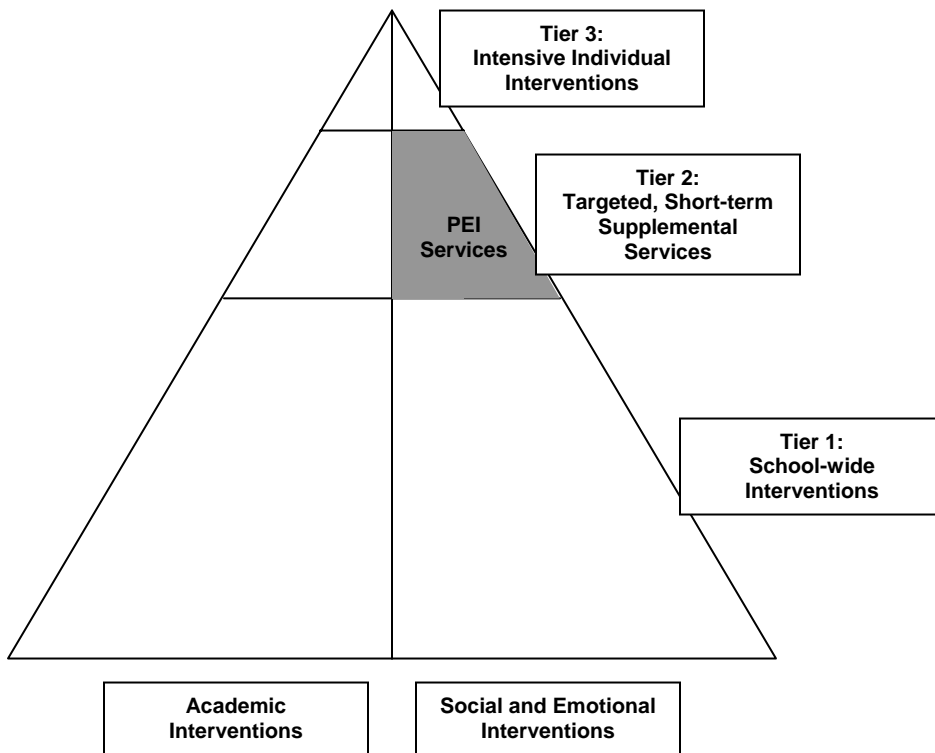 Tier 3:
Intensive Individual
Interventions
Tier 2:
Targeted, Short-term
Supplemental
Services
PEI
Services
Tier 1:
School-wide
Interventions
Academic
Interventions
Social and Emotional
Interventions